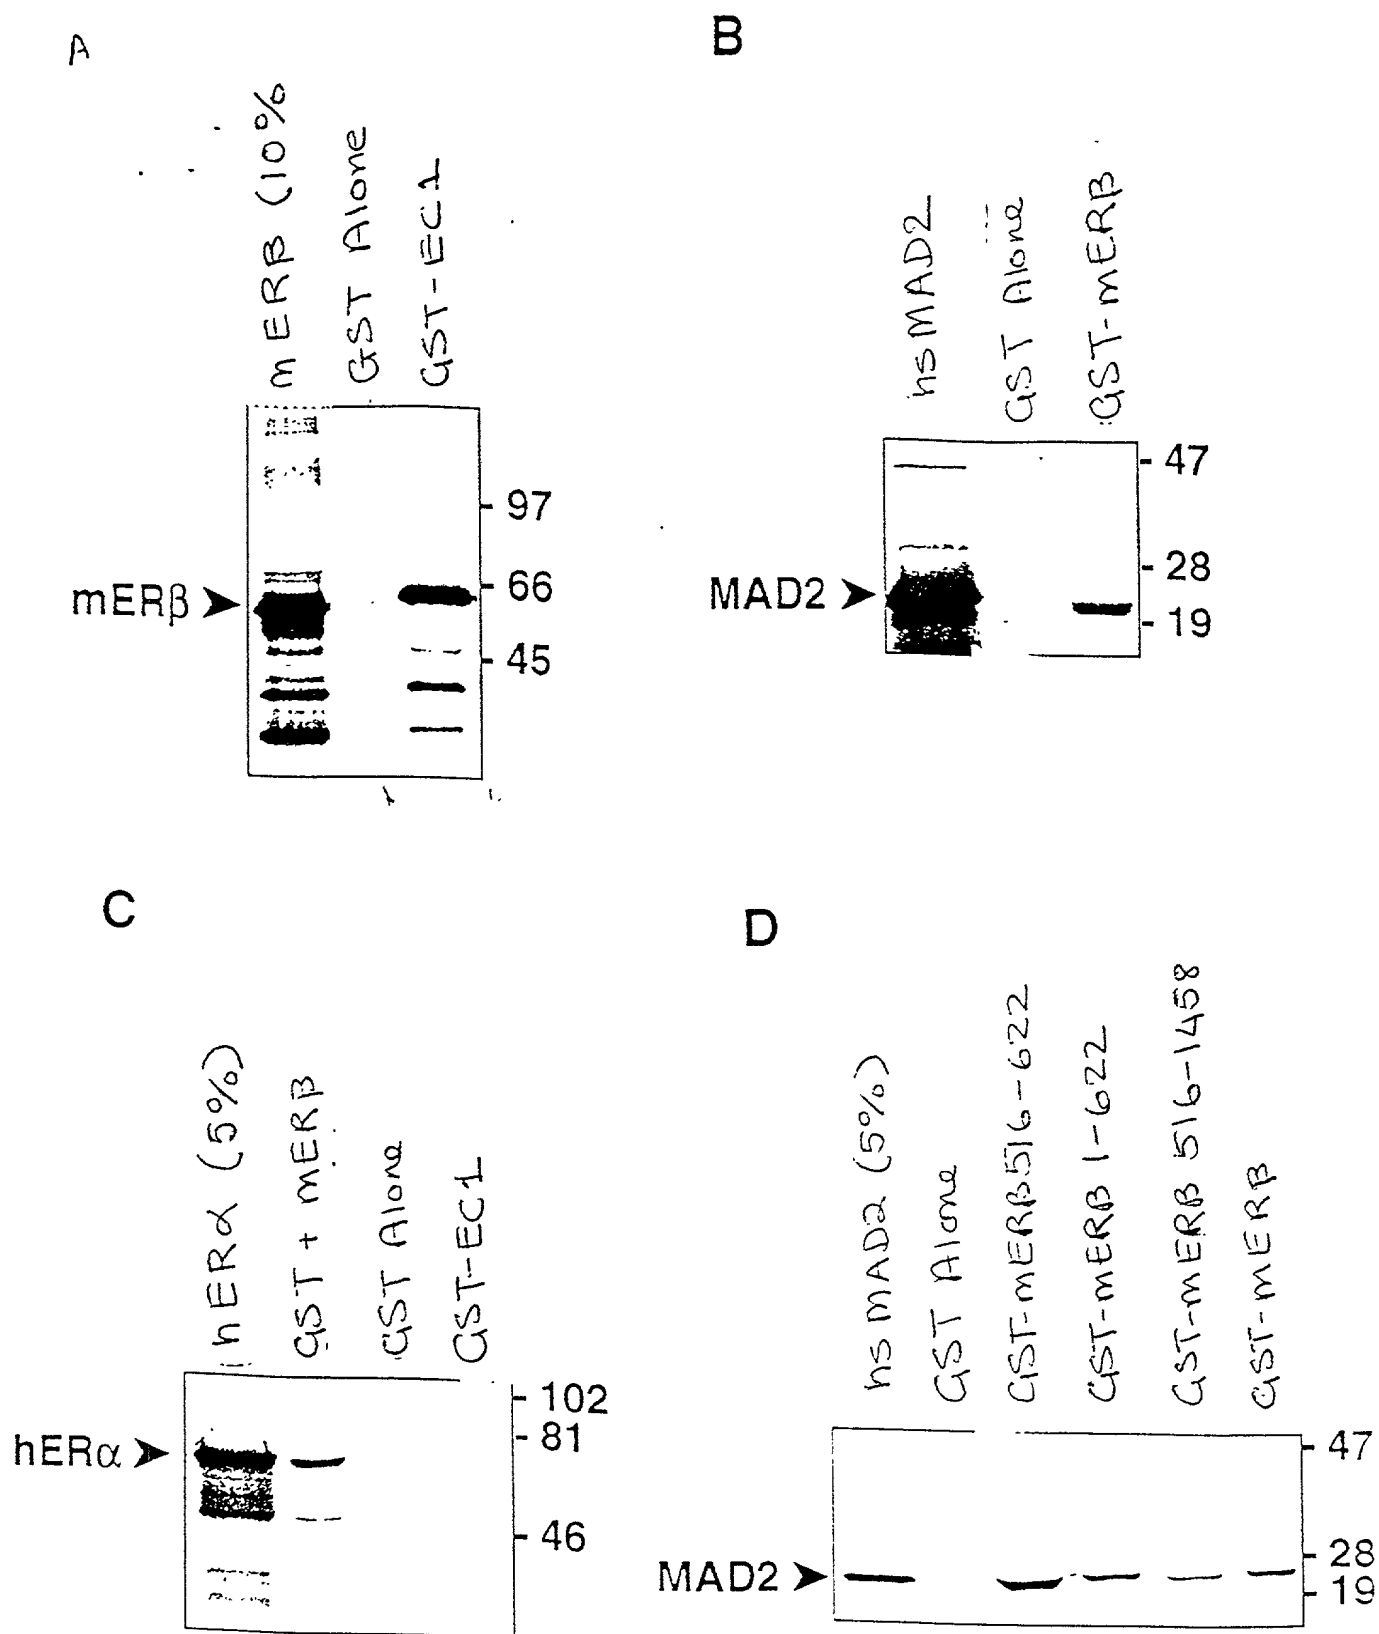 A
mERβ (10%
GST Alone
GST-EC1
97
66
45
mERβ
B
hsMAD2
GST Alone
GST-mERβ
47
28
19
MAD2
C
hERα (5%)
GST + mERβ
GST Alone
GST-EC1
102
81
46
hERα
D
hsMAD2 (5%)
GST Alone
GST-mERβ516-622
GST-mERβ 1-622
GST-mERβ 516-1458
GST-mERβ
47
28
19
MAD2